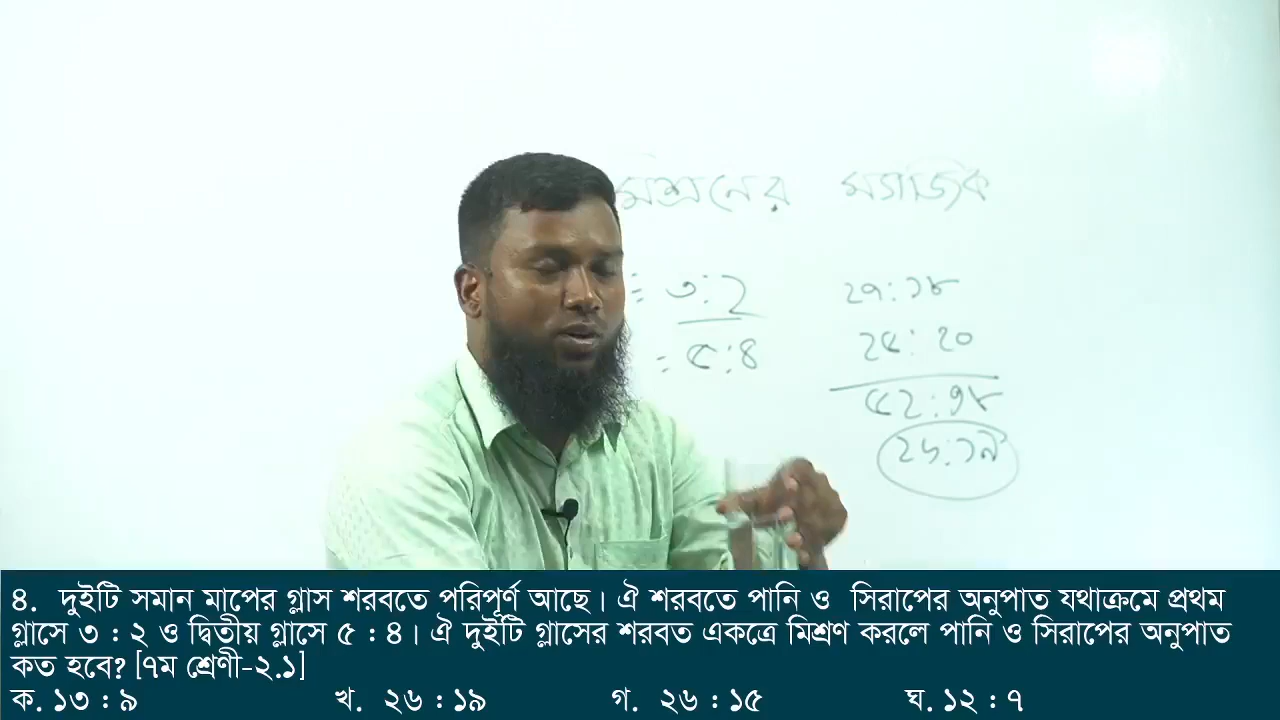 মিশ্রনের ম্যাজিক
= ৩:২
২৭:১৮
= ৫:৪
২৫:২০
৫২:৩৮
২৬:১৯
৪. দুইটি সমান মাপের গ্লাস শরবতে পরিপূর্ণ আছে। ঐ শরবতে পানি ও সিরাপের অনুপাত যথাক্রমে প্রথম
গ্লাসে ৩ : ২ ও দ্বিতীয় গ্লাসে ৫ : ৪। ঐ দুইটি গ্লাসের শরবত একত্রে মিশ্রণ করলে পানি ও সিরাপের অনুপাত
কত হবে? [৭ম শ্রেণী-২.১]
ক. ১৩ : ৯ খ. ২৬ : ১৯ গ. ২৬ : ১৫ ঘ. ১২ : ৭